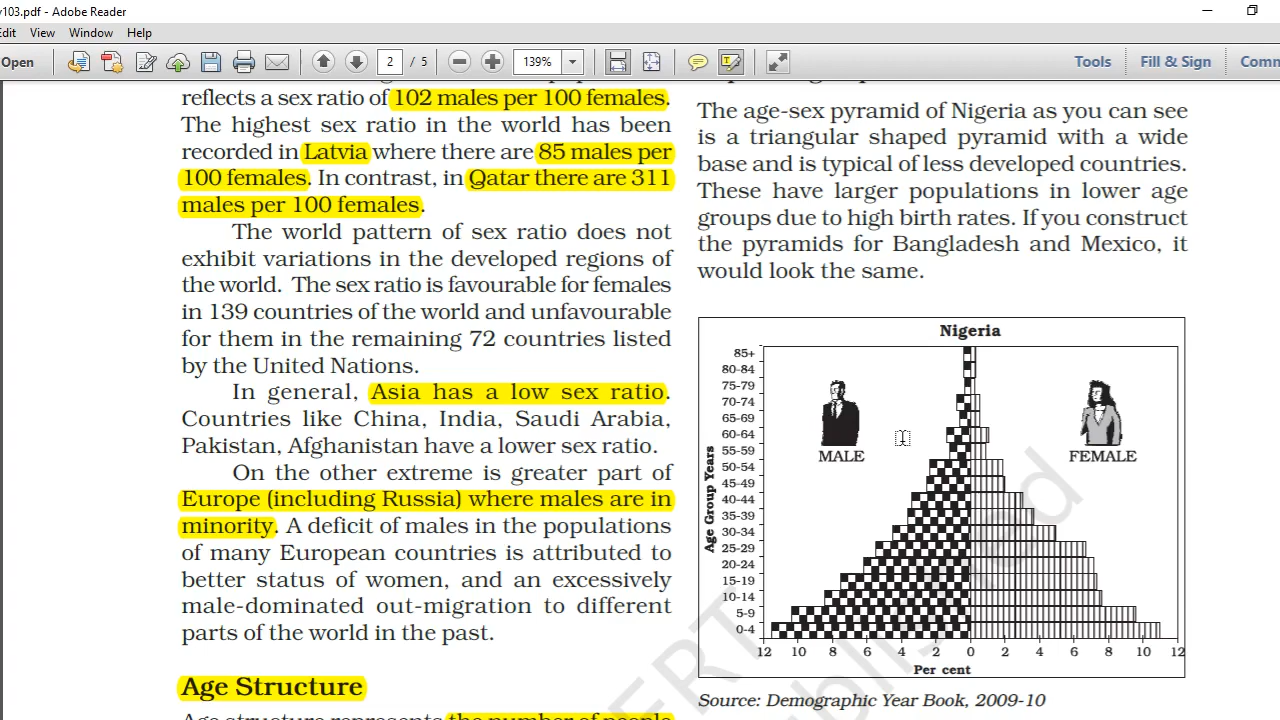 y103.pdf - Adobe Reader
Edit View Window Help
Open 2 / 5 139% Tools Fill & Sign Comm
reflects a sex ratio of 102 males per 100 females.
The highest sex ratio in the world has been
recorded in Latvia where there are 85 males per
100 females. In contrast, in Qatar there are 311
males per 100 females.
The world pattern of sex ratio does not
exhibit variations in the developed regions of
the world. The sex ratio is favourable for females
in 139 countries of the world and unfavourable
for them in the remaining 72 countries listed
by the United Nations.
In general, Asia has a low sex ratio.
Countries like China, India, Saudi Arabia,
Pakistan, Afghanistan have a lower sex ratio.
On the other extreme is greater part of
Europe (including Russia) where males are in
minority. A deficit of males in the populations
of many European countries is attributed to
better status of women, and an excessively
male-dominated out-migration to different
parts of the world in the past.
Age Structure
Age structure represents the number of people
The age-sex pyramid of Nigeria as you can see
is a triangular shaped pyramid with a wide
base and is typical of less developed countries.
These have larger populations in lower age
groups due to high birth rates. If you construct
the pyramids for Bangladesh and Mexico, it
would look the same.
Nigeria
85+
80-84
75-79
70-74
65-69
60-64
55-59
50-54
45-49
40-44
35-39
30-34
25-29
20-24
15-19
10-14
5-9
0-4
Age Group Years
MALE
FEMALE
12 10 8 6 4 2 0 2 4 6 8 10 12
Per cent
Source: Demographic Year Book, 2009-10